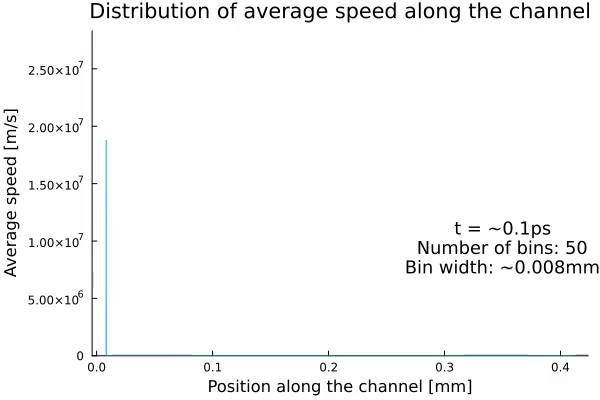 Distribution of average speed along the channel
Average speed [m/s]
2.50×10⁷
2.00×10⁷
1.50×10⁷
1.00×10⁷
5.00×10⁶
0
t = ~0.1ps
Number of bins: 50
Bin width: ~0.008mm
0.0 0.1 0.2 0.3 0.4
Position along the channel [mm]